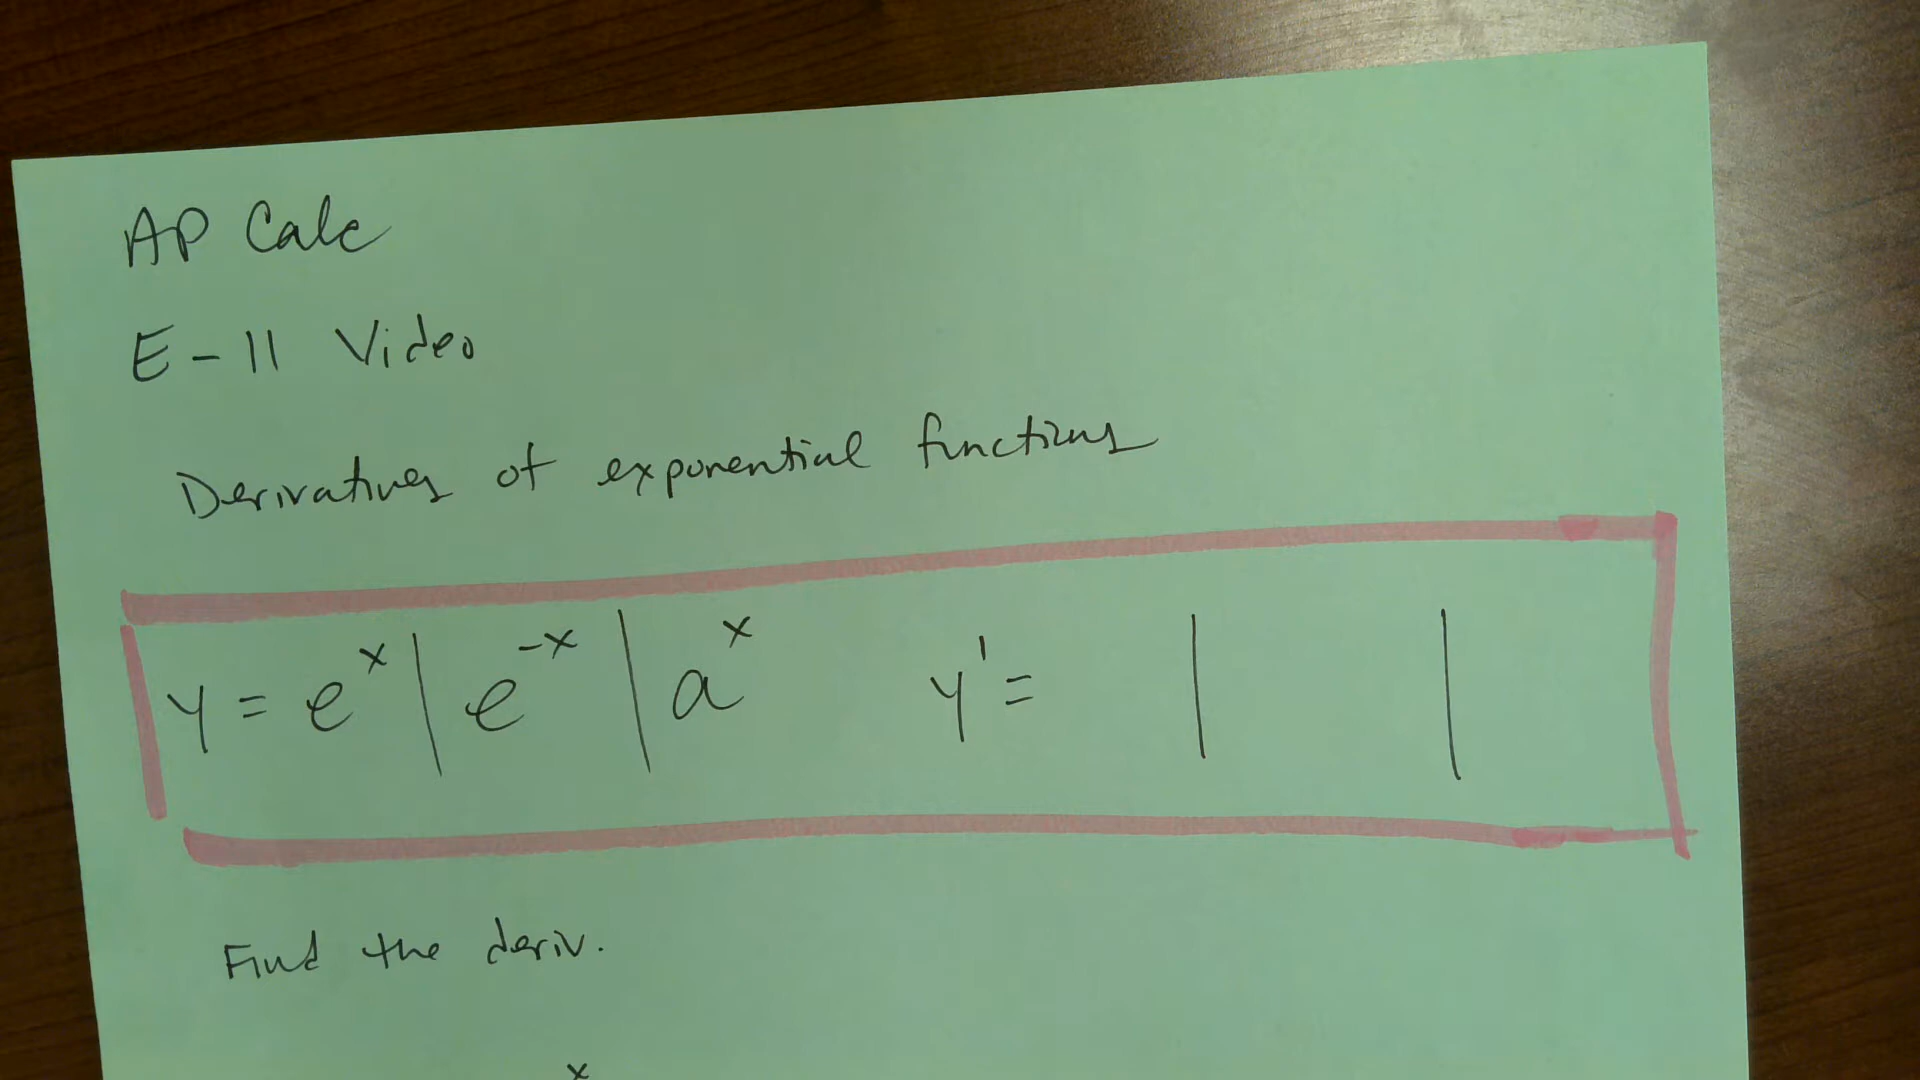 AP Calc
E-11 Video
Derivatives of exponential functions
y = e^x | e^-x | a^x   y' =   |   |
Find the deriv.
x